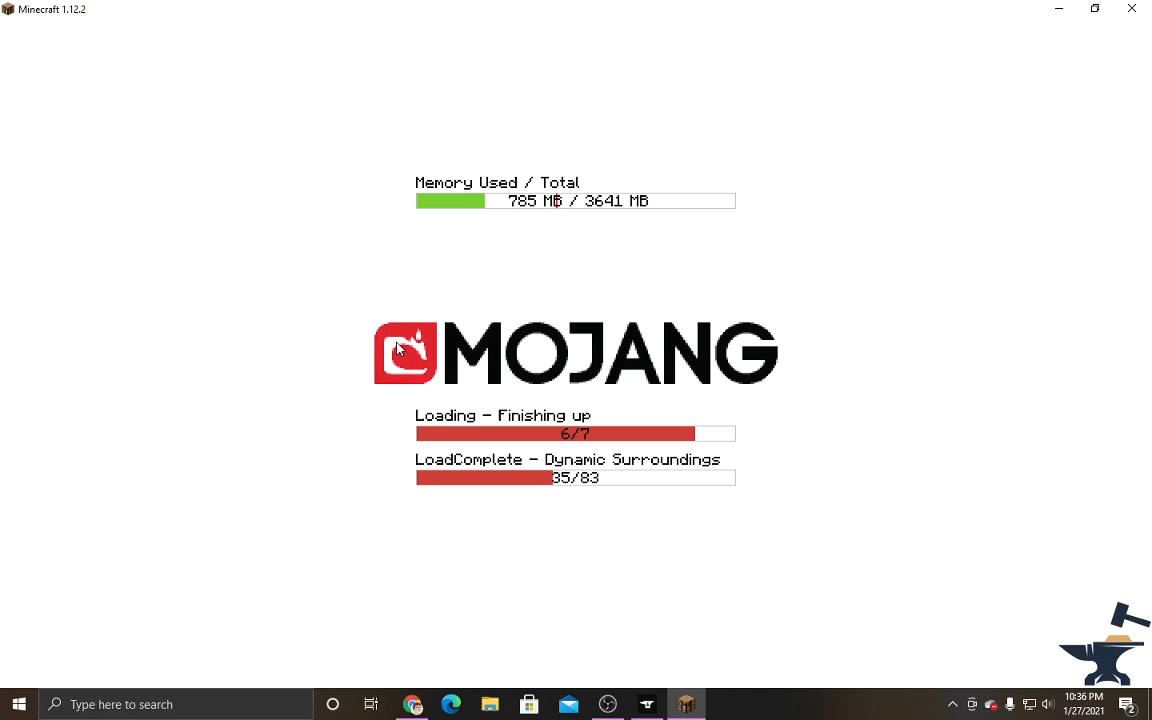 Minecraft 1.12.2
Memory Used / Total
785 MB / 3641 MB
MOJANG
Loading - Finishing up
6/7
LoadComplete - Dynamic Surroundings
35/83
Type here to search
10:36 PM
1/27/2021
2